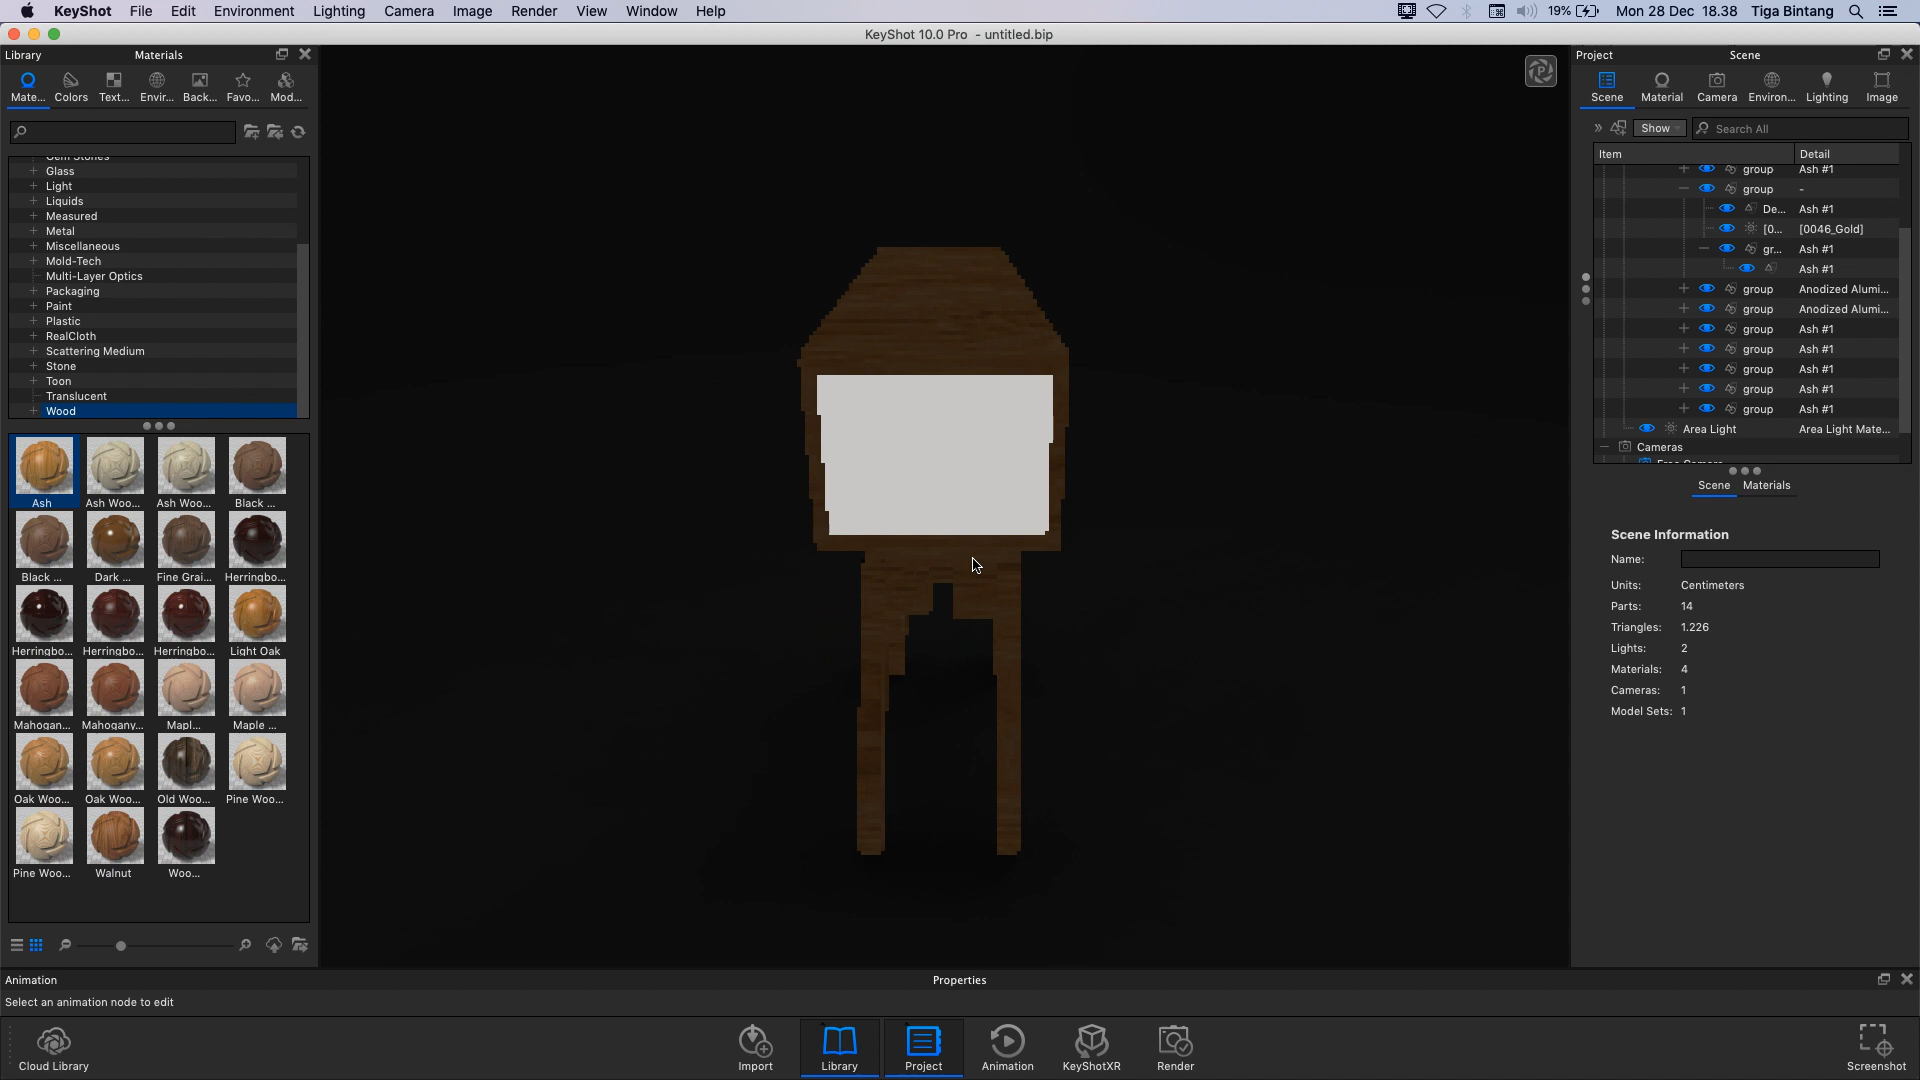 KeyShot File Edit Environment Lighting Camera Image Render View Window Help 19% Mon 28 Dec 18.38 Tiga Bintang
KeyShot 10.0 Pro - untitled.bip
Library Materials
Mate... Colors Text... Envir... Back... Favo... Mod...
Gem Stones
Glass
Light
Liquids
Measured
Metal
Miscellaneous
Mold-Tech
Multi-Layer Optics
Packaging
Paint
Plastic
RealCloth
Scattering Medium
Stone
Toon
Translucent
Wood
Ash Ash Woo... Ash Woo... Black ...
Black ... Dark ... Fine Grai... Herringbo...
Herringbo... Herringbo... Herringbo... Light Oak
Mahogan... Mahogany... Mapl... Maple ...
Oak Woo... Oak Woo... Old Woo... Pine Woo...
Pine Woo... Walnut Woo...
Project Scene
Scene Material Camera Environ... Lighting Image
Show Search All
Item Detail
group Ash #1
group -
De... Ash #1
[0... [0046_Gold]
gr... Ash #1
Ash #1
group Anodized Alumi...
group Anodized Alumi...
group Ash #1
group Ash #1
group Ash #1
group Ash #1
group Ash #1
Area Light Area Light Mate...
Cameras
Free Camera
Scene Materials
Scene Information
Name:
Units: Centimeters
Parts: 14
Triangles: 1.226
Lights: 2
Materials: 4
Cameras: 1
Model Sets: 1
Animation Properties
Select an animation node to edit
Cloud Library Import Library Project Animation KeyShotXR Render Screenshot